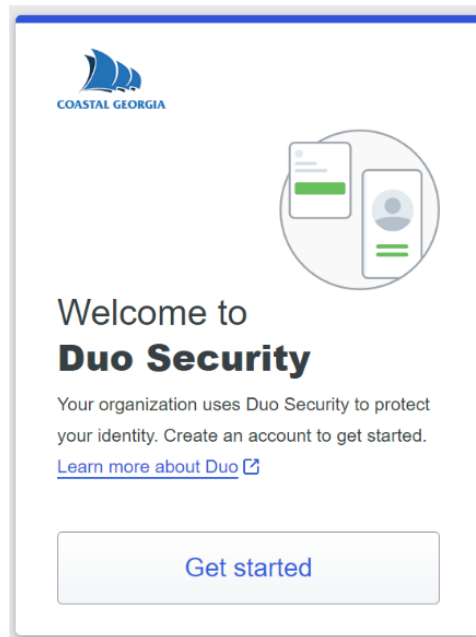 COASTAL GEORGIA
Welcome to
Duo Security
Your organization uses Duo Security to protect
your identity. Create an account to get started.
Learn more about Duo
Get started